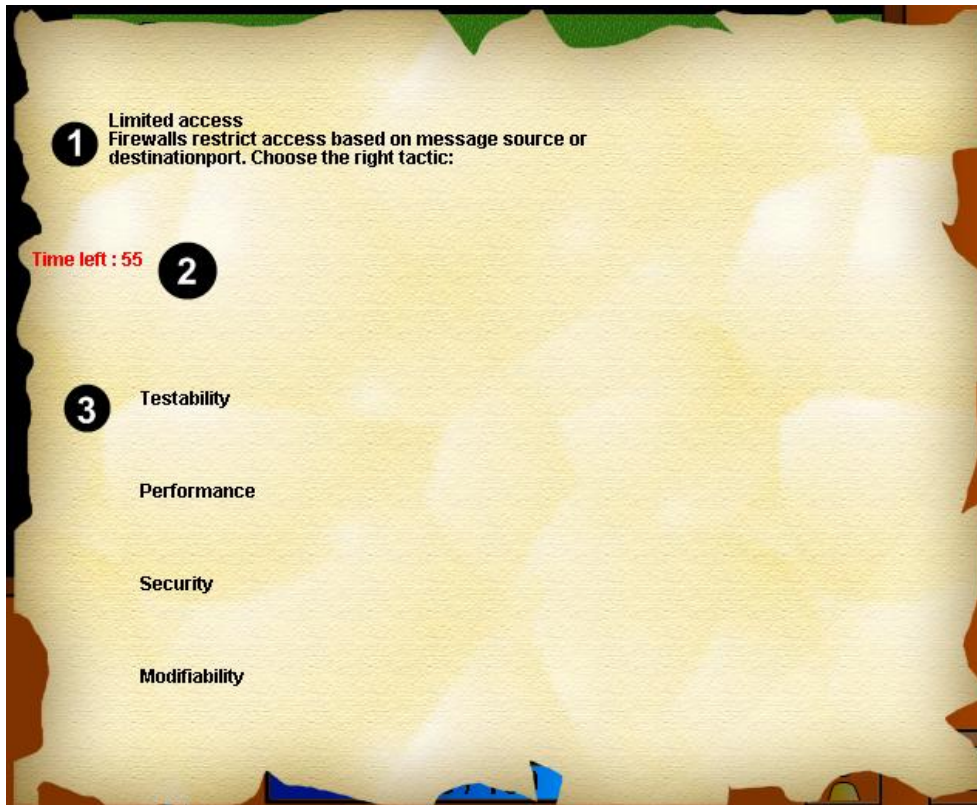 1
Limited access
Firewalls restrict access based on message source or
destinationport. Choose the right tactic:
Time left : 55
2
3
Testability
Performance
Security
Modifiability